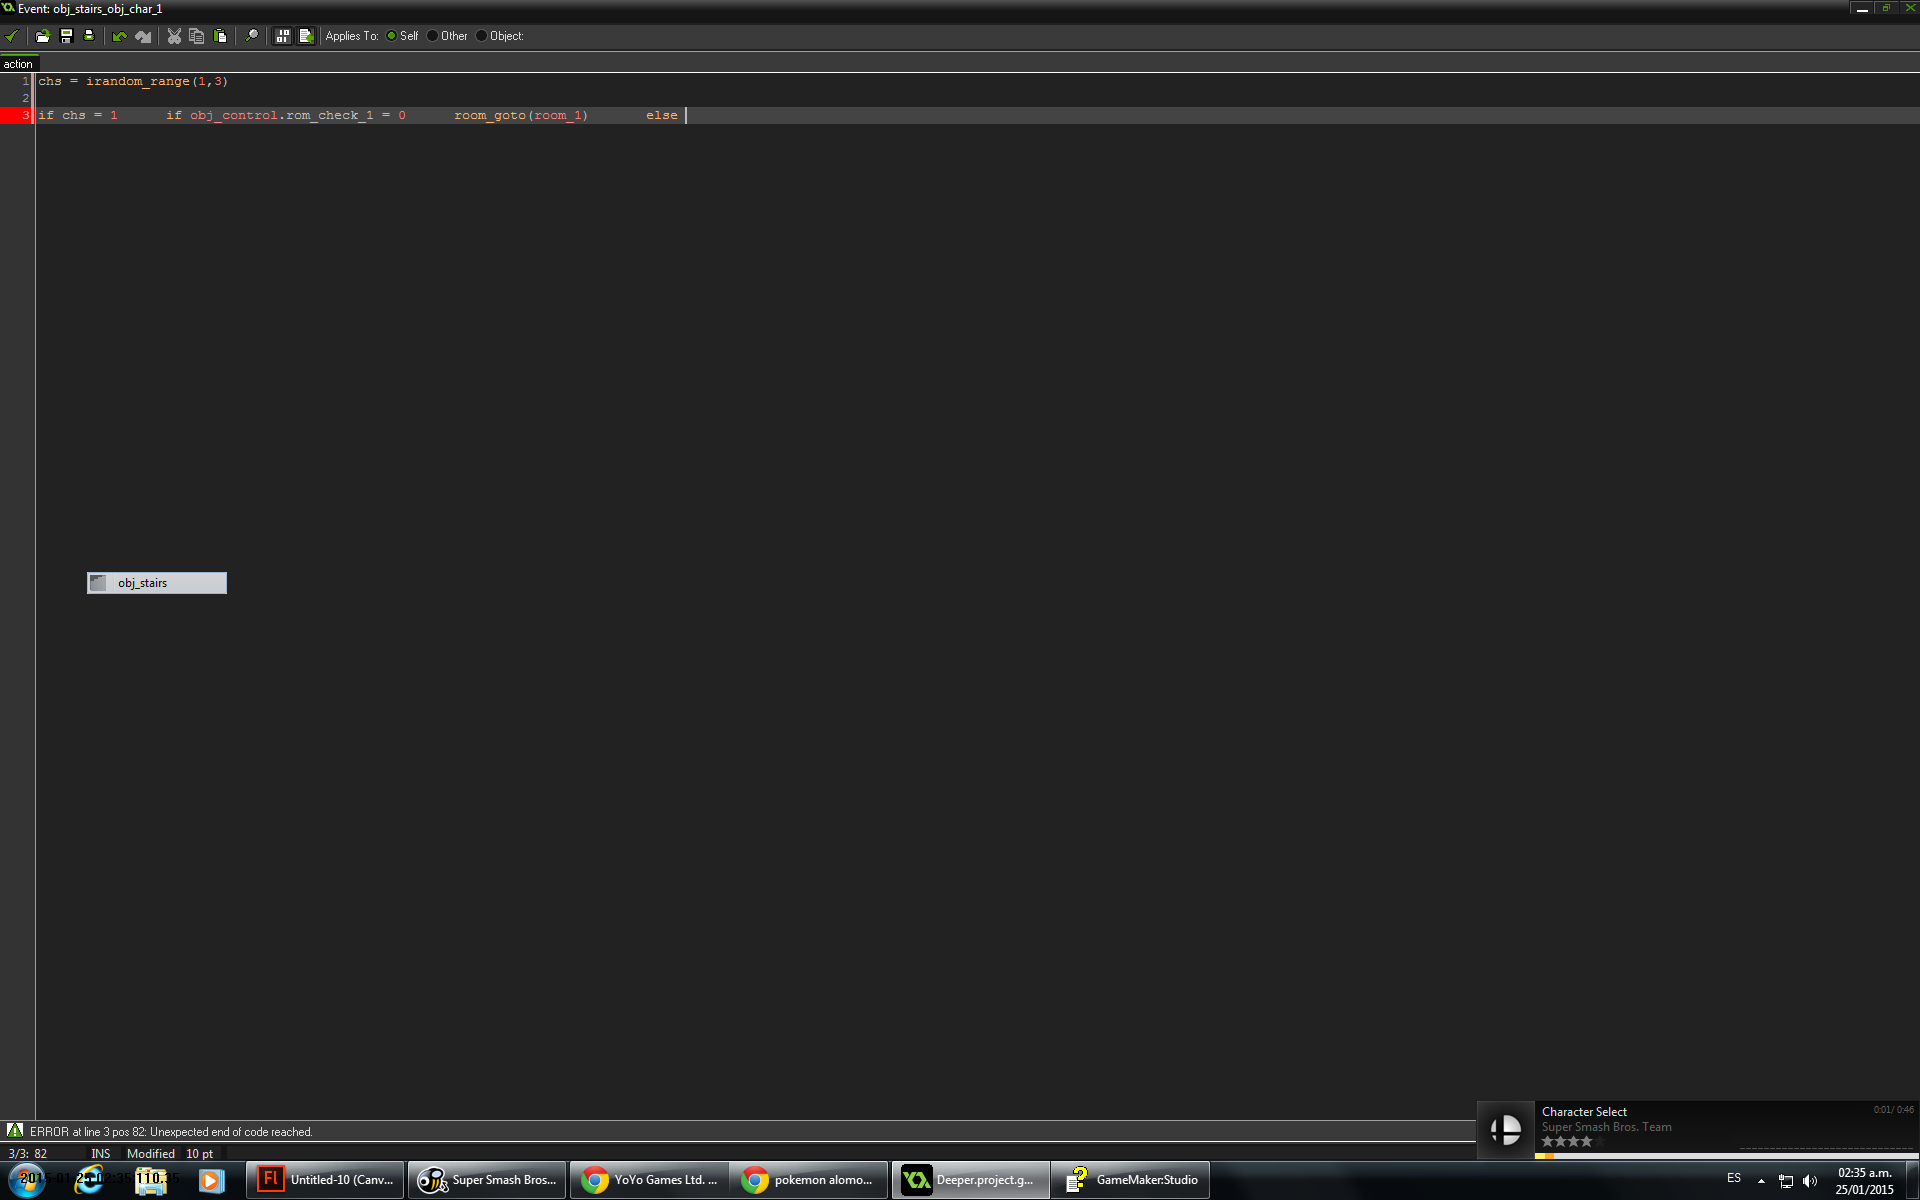 Event: obj_stairs_obj_char_1
Applies To: Self Other Object:
action
1 chs = irandom_range(1,3)
2
3 if chs = 1 if obj_control.rom_check_1 = 0 room_goto(room_1) else
obj_stairs
ERROR at line 3 pos 82: Unexpected end of code reached.
Character Select 0:01/ 0:46
Super Smash Bros. Team
3/3: 82 INS Modified 10 pt
Fl Untitled-10 (Canv... Super Smash Bros... YoYo Games Ltd. ... pokemon alomo... Deeper.project.g... GameMaker:Studio ES
02:35 a.m.
25/01/2015